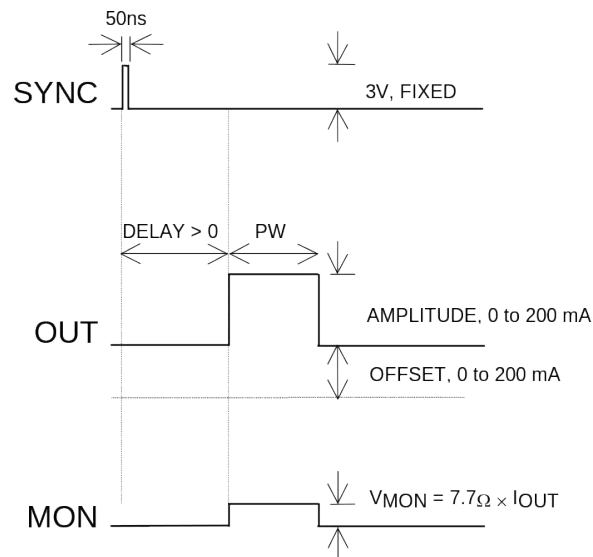 50ns
SYNC
3V, FIXED
DELAY > 0
PW
OUT
AMPLITUDE, 0 to 200 mA
OFFSET, 0 to 200 mA
MON
VMON = 7.7Ω × IOUT